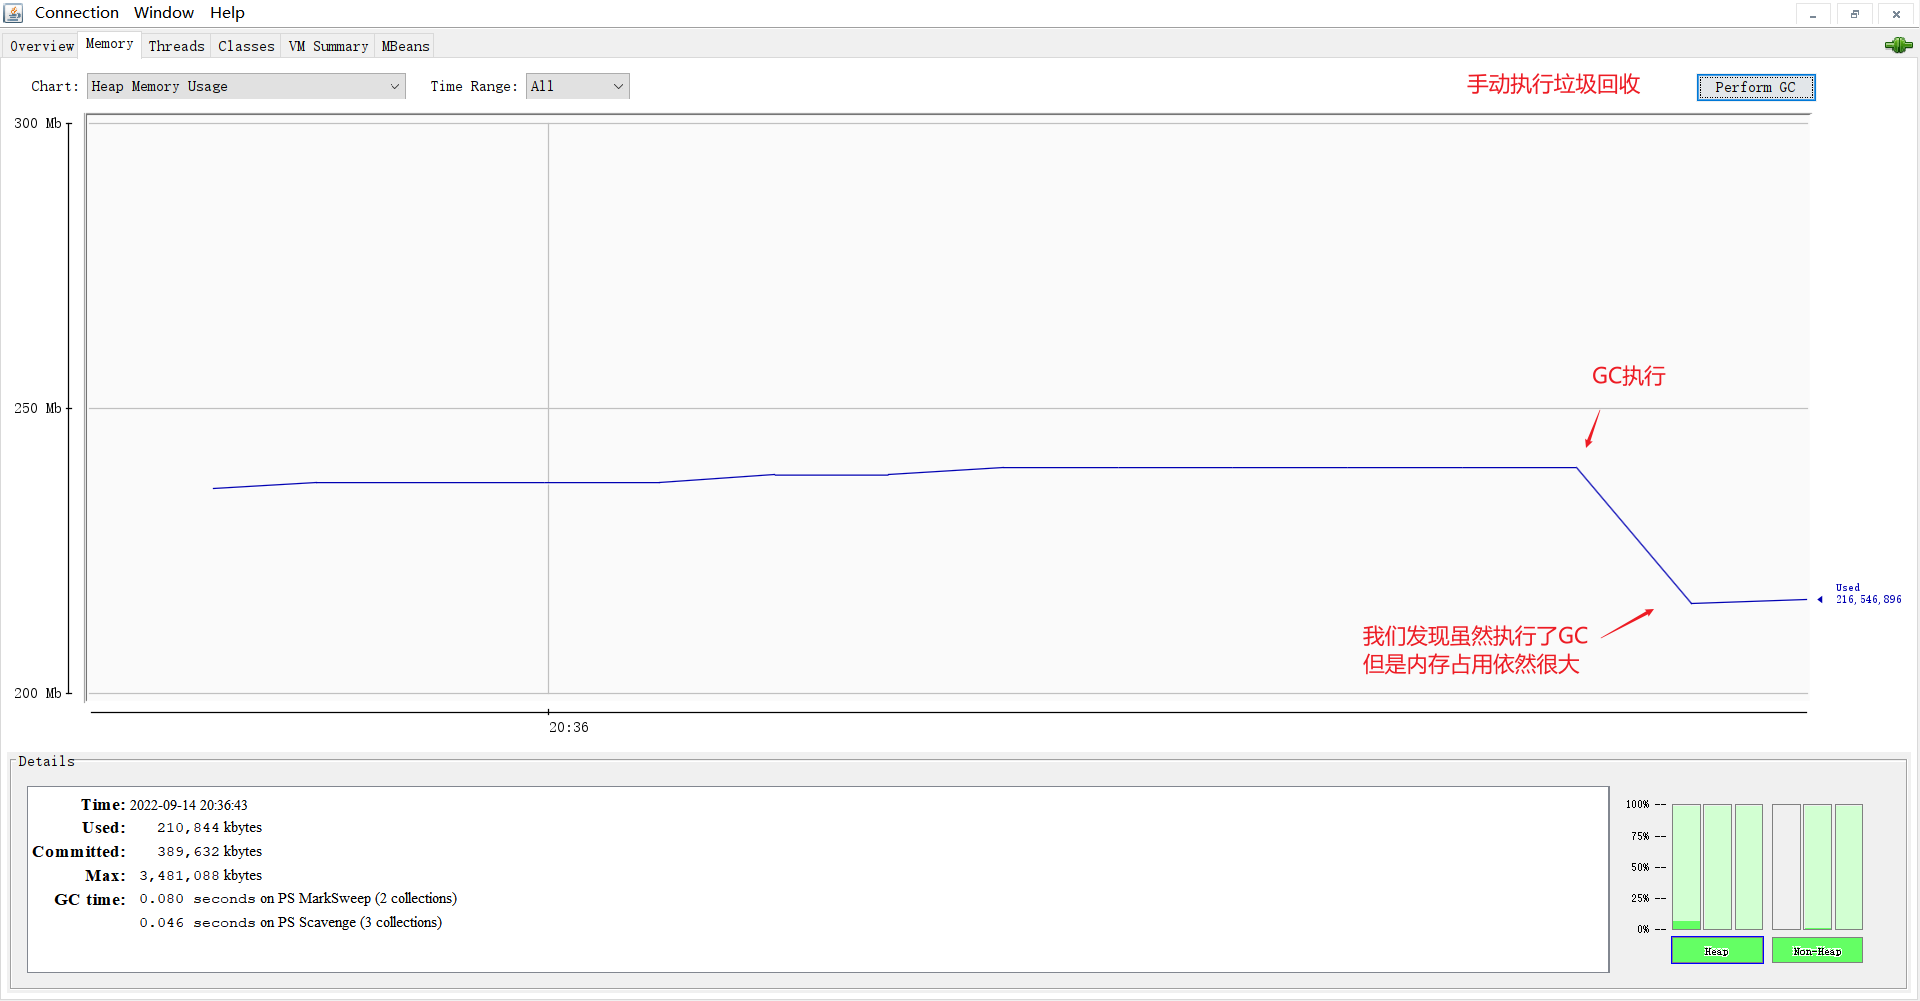 Connection Window Help
Overview Memory Threads Classes VM Summary MBeans
Chart: Heap Memory Usage Time Range: All 手动执行垃圾回收 Perform GC
300 Mb
GC执行
250 Mb
Used
216,546,896
我们发现虽然执行了GC
但是内存占用依然很大
200 Mb
20:36
Details
Time: 2022-09-14 20:36:43
Used: 210,844 kbytes
Committed: 389,632 kbytes
Max: 3,481,088 kbytes
GC time: 0.080 seconds on PS MarkSweep (2 collections)
0.046 seconds on PS Scavenge (3 collections)
100% --
75% --
50% --
25% --
0% --
Heap Non-Heap